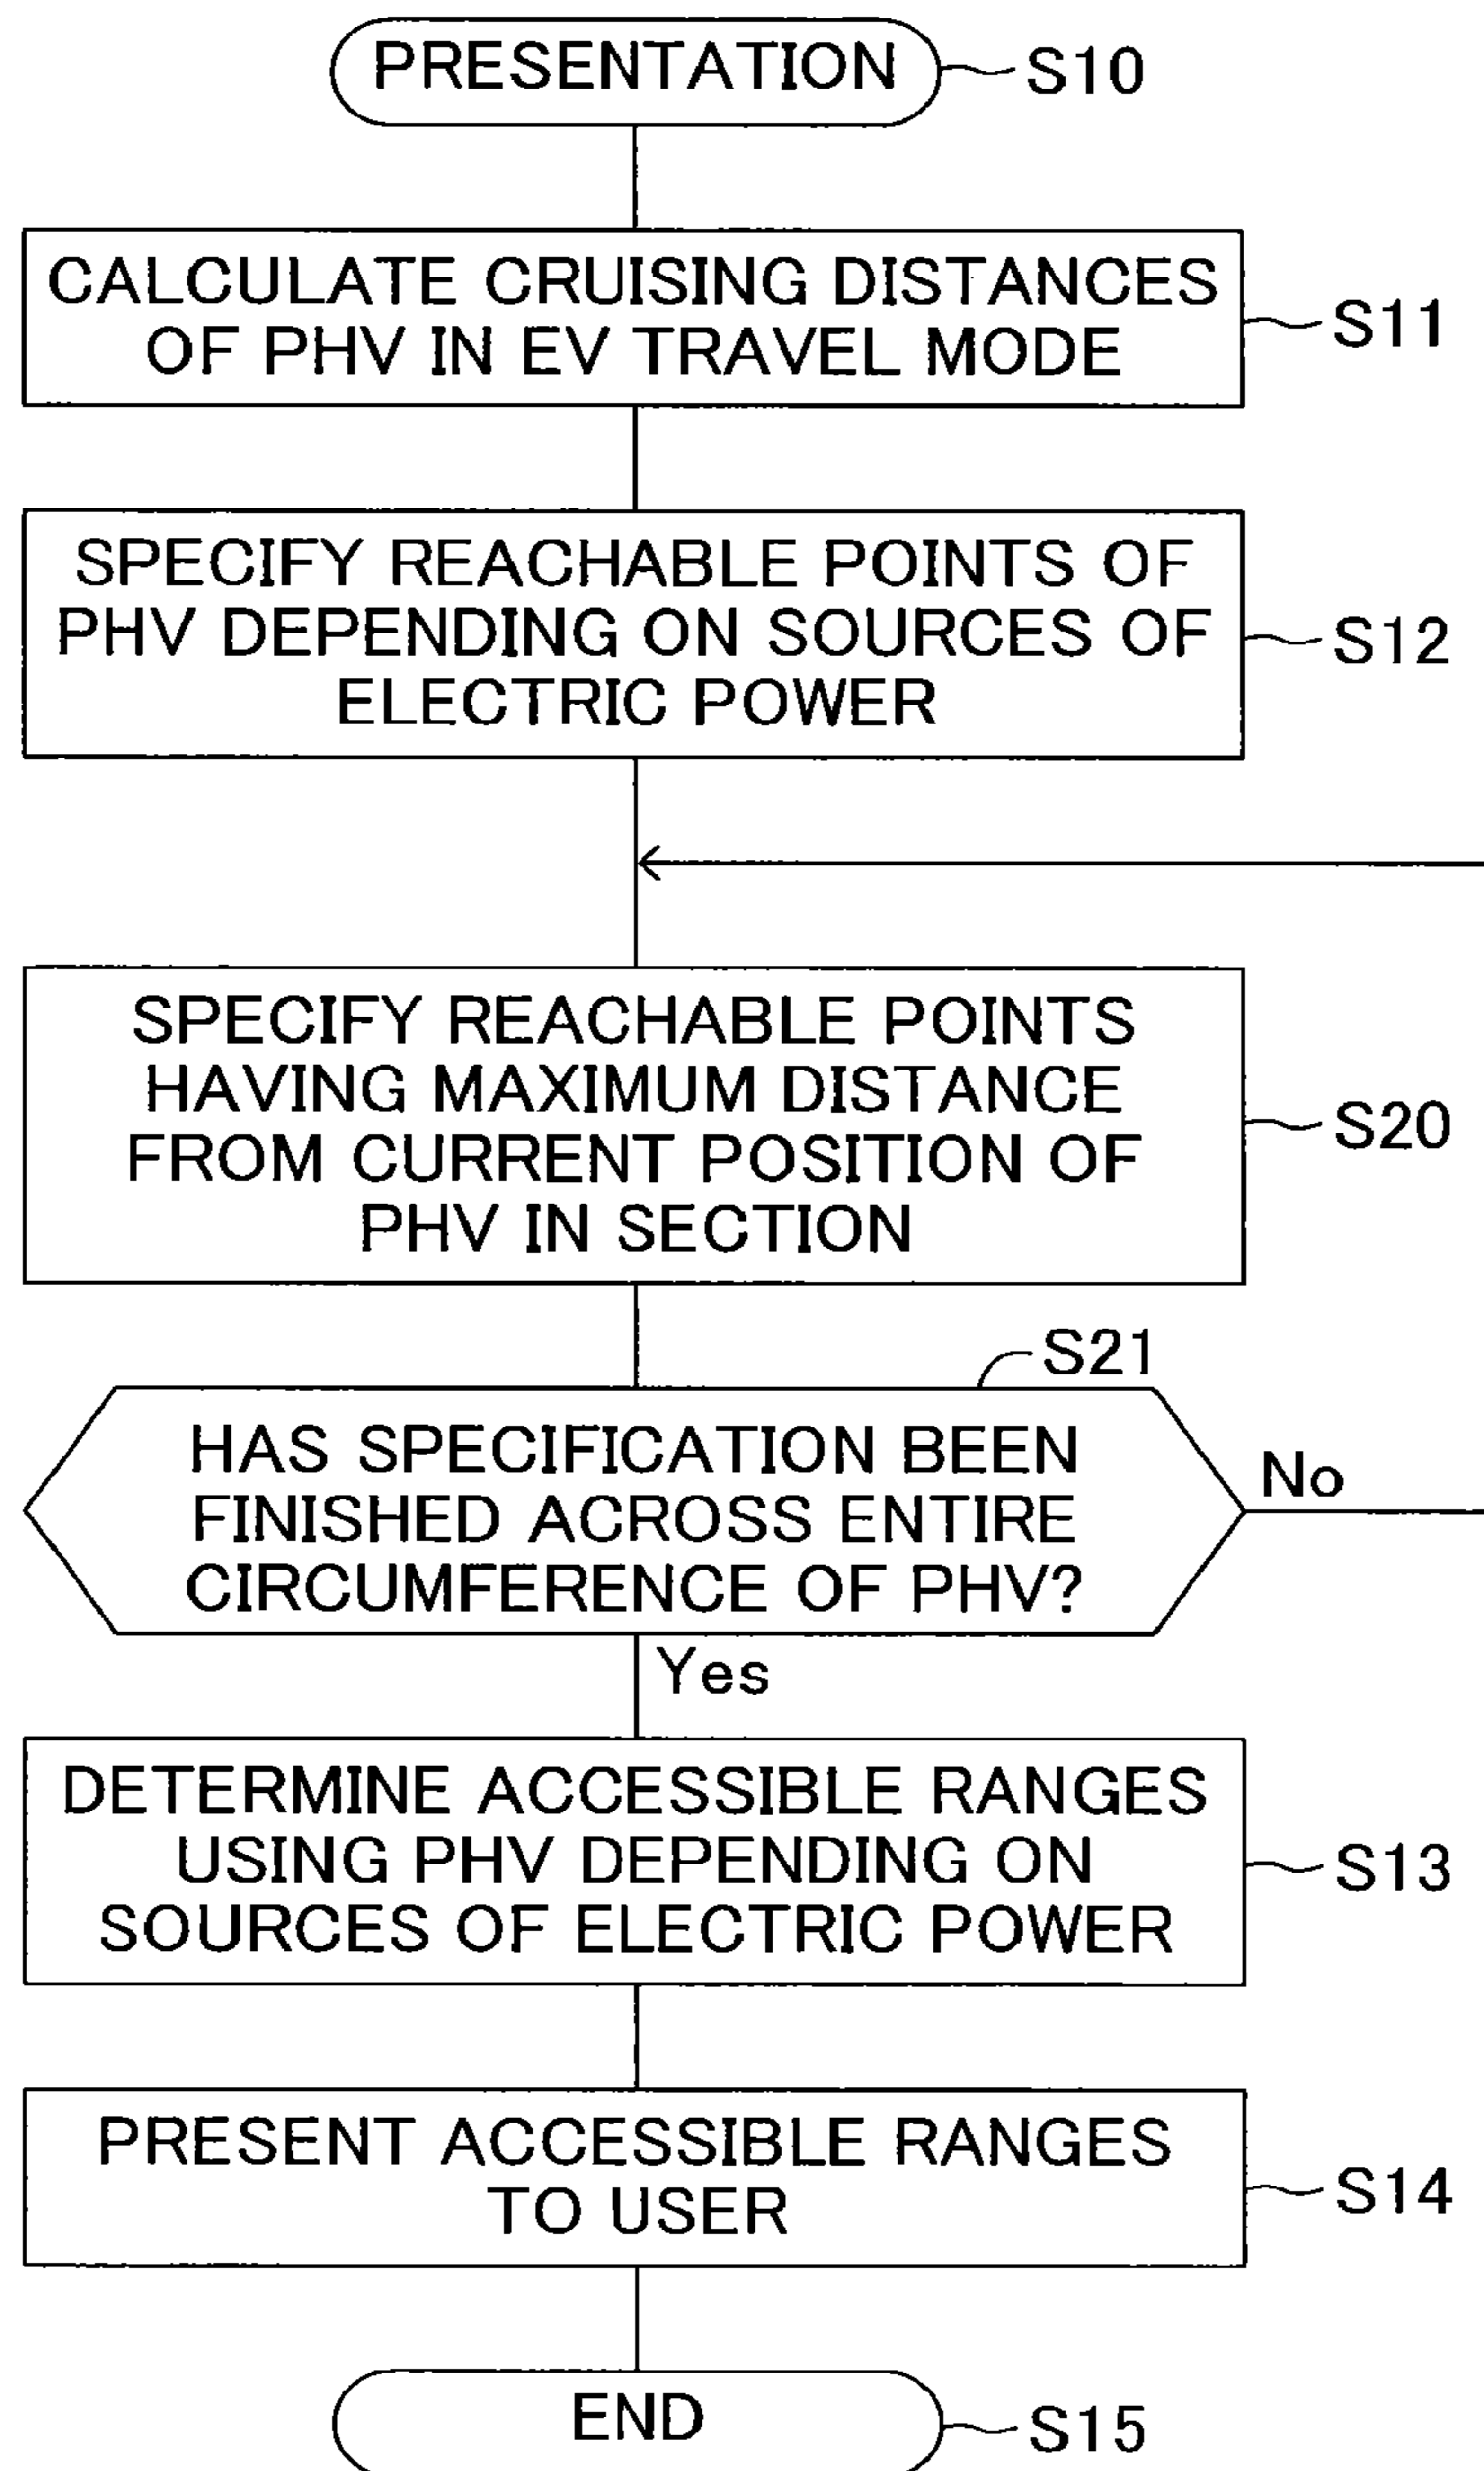 PRESENTATION
S10
CALCULATE CRUISING DISTANCES
OF PHV IN EV TRAVEL MODE
S11
SPECIFY REACHABLE POINTS OF
PHV DEPENDING ON SOURCES OF
ELECTRIC POWER
S12
SPECIFY REACHABLE POINTS
HAVING MAXIMUM DISTANCE
FROM CURRENT POSITION OF
PHV IN SECTION
S20
S21
HAS SPECIFICATION BEEN
FINISHED ACROSS ENTIRE
CIRCUMFERENCE OF PHV?
No
Yes
DETERMINE ACCESSIBLE RANGES
USING PHV DEPENDING ON
SOURCES OF ELECTRIC POWER
S13
PRESENT ACCESSIBLE RANGES
TO USER
S14
END
S15